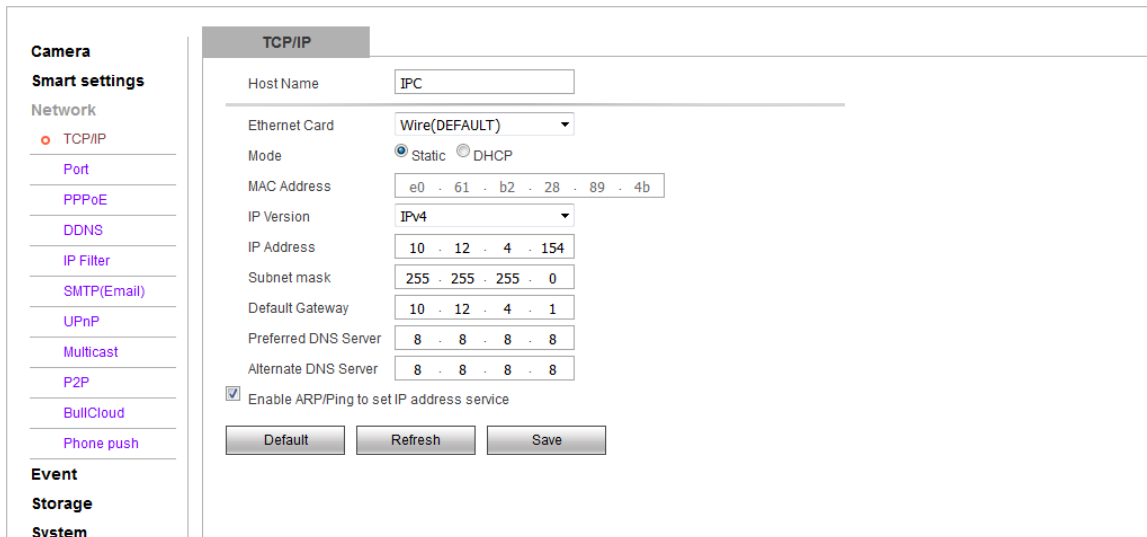 TCP/IP
Camera
Smart settings
Network
TCP/IP
Port
PPPoE
DDNS
IP Filter
SMTP(Email)
UPnP
Multicast
P2P
BullCloud
Phone push
Event
Storage
System
Host Name IPC
Ethernet Card Wire(DEFAULT)
Mode Static DHCP
MAC Address e0 . 61 . b2 . 28 . 89 . 4b
IP Version IPv4
IP Address 10 . 12 . 4 . 154
Subnet mask 255 . 255 . 255 . 0
Default Gateway 10 . 12 . 4 . 1
Preferred DNS Server 8 . 8 . 8 . 8
Alternate DNS Server 8 . 8 . 8 . 8
Enable ARP/Ping to set IP address service
Default Refresh Save